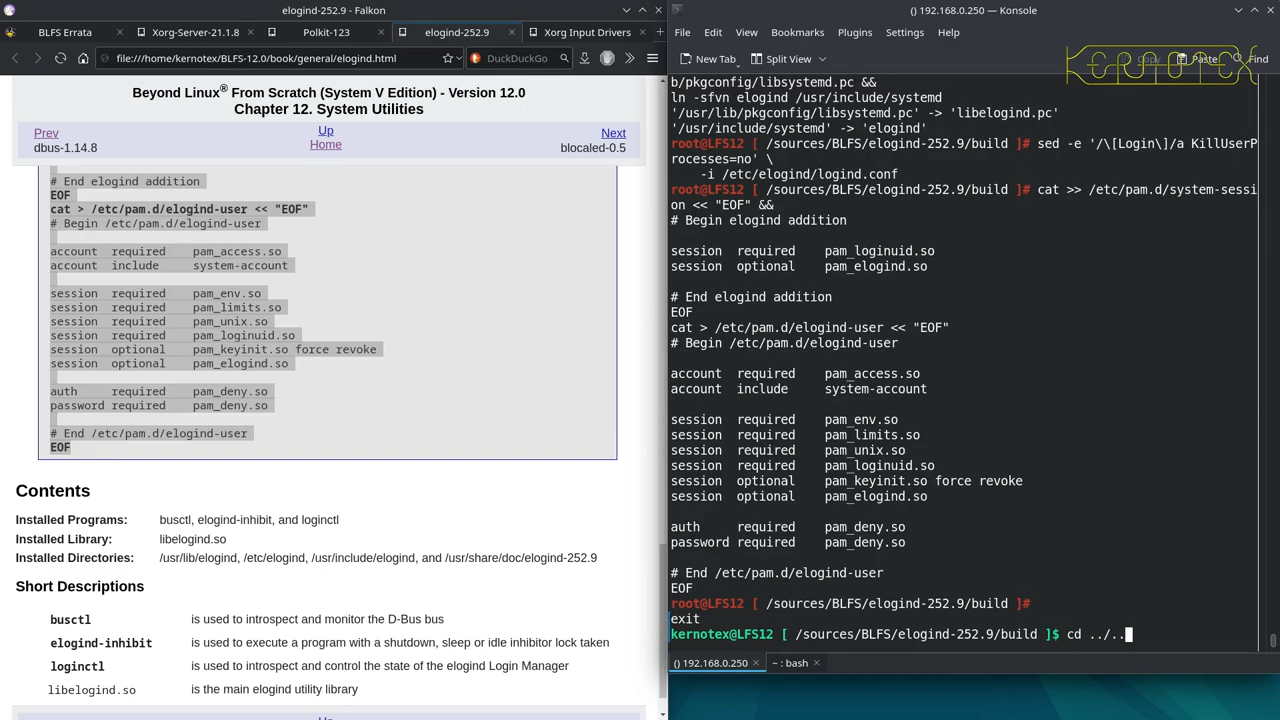 elogind-252.9 - Falkon
BLFS Errata
Xorg-Server-21.1.8
Polkit-123
elogind-252.9
Xorg Input Drivers
file:///home/kernotex/BLFS-12.0/book/general/elogind.html
DuckDuckGo
Beyond Linux® From Scratch (System V Edition) - Version 12.0
Chapter 12. System Utilities
Prev
Up
Next
dbus-1.14.8
Home
blocaled-0.5
# End elogind addition
EOF
cat > /etc/pam.d/elogind-user << "EOF"
# Begin /etc/pam.d/elogind-user
account  required    pam_access.so
account  include     system-account
session  required    pam_env.so
session  required    pam_limits.so
session  required    pam_unix.so
session  required    pam_loginuid.so
session  optional    pam_keyinit.so force revoke
session  optional    pam_elogind.so
auth     required    pam_deny.so
password required    pam_deny.so
# End /etc/pam.d/elogind-user
EOF
Contents
Installed Programs: busctl, elogind-inhibit, and loginctl
Installed Library: libelogind.so
Installed Directories: /usr/lib/elogind, /etc/elogind, /usr/include/elogind, and /usr/share/doc/elogind-252.9
Short Descriptions
busctl is used to introspect and monitor the D-Bus bus
elogind-inhibit is used to execute a program with a shutdown, sleep or idle inhibitor lock taken
loginctl is used to introspect and control the state of the elogind Login Manager
libelogind.so is the main elogind utility library
Up
() 192.168.0.250 — Konsole
File Edit View Bookmarks Plugins Settings Help
New Tab
Split View
Copy
Paste
Find
KernoteX
b/pkgconfig/libsystemd.pc &&
ln -sfvn elogind /usr/include/systemd
'/usr/lib/pkgconfig/libsystemd.pc' -> 'libelogind.pc'
'/usr/include/systemd' -> 'elogind'
root@LFS12 [ /sources/BLFS/elogind-252.9/build ]# sed -e '/\[Login\]/a KillUserP
rocesses=no' \
    -i /etc/elogind/logind.conf
root@LFS12 [ /sources/BLFS/elogind-252.9/build ]# cat >> /etc/pam.d/system-sessi
on << "EOF" &&
# Begin elogind addition
session  required    pam_loginuid.so
session  optional    pam_elogind.so
# End elogind addition
EOF
cat > /etc/pam.d/elogind-user << "EOF"
# Begin /etc/pam.d/elogind-user
account  required    pam_access.so
account  include     system-account
session  required    pam_env.so
session  required    pam_limits.so
session  required    pam_unix.so
session  required    pam_loginuid.so
session  optional    pam_keyinit.so force revoke
session  optional    pam_elogind.so
auth     required    pam_deny.so
password required    pam_deny.so
# End /etc/pam.d/elogind-user
EOF
root@LFS12 [ /sources/BLFS/elogind-252.9/build ]#
exit
kernotex@LFS12 [ /sources/BLFS/elogind-252.9/build ]$ cd ../..
() 192.168.0.250
~ : bash